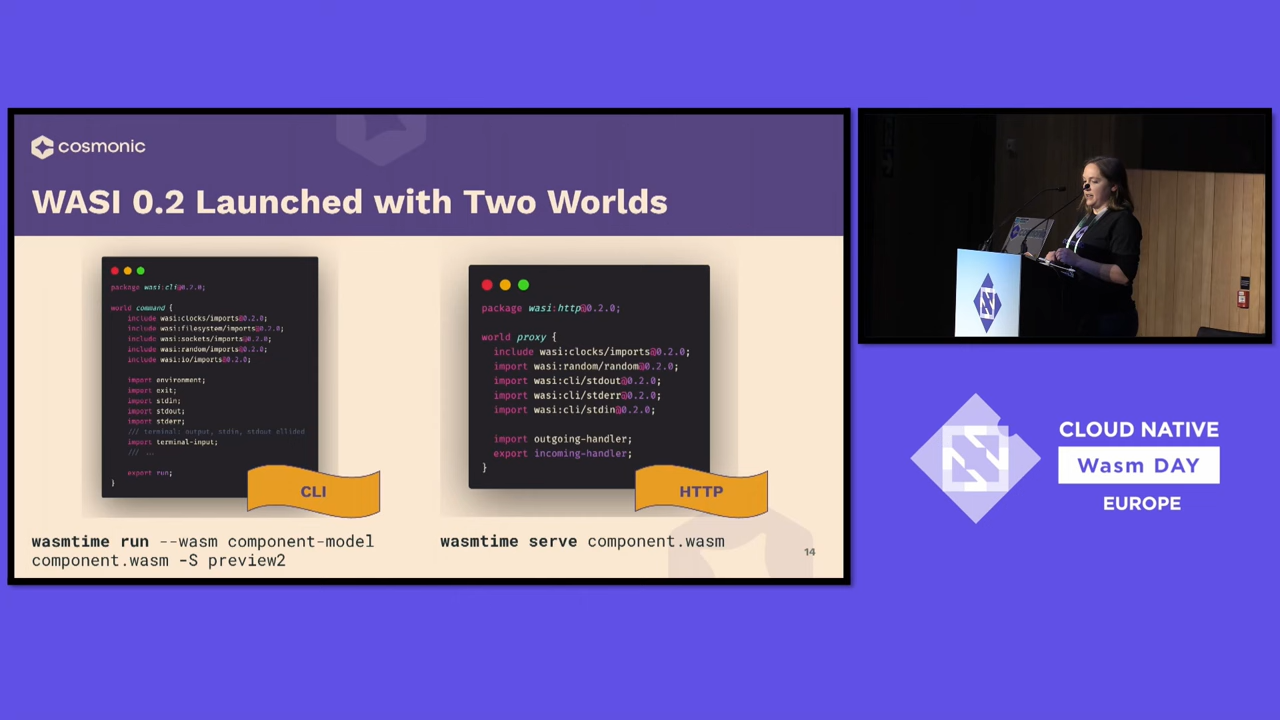 cosmonic
WASI 0.2 Launched with Two Worlds
package wasi:cli@0.2.0;
world command {
include wasi:clocks/imports@0.2.0;
include wasi:filesystem/imports@0.2.0;
include wasi:sockets/imports@0.2.0;
include wasi:random/imports@0.2.0;
include wasi:io/imports@0.2.0;
import environment;
import exit;
import stdin;
import stdout;
import stderr;
/// terminal: output, stdin, stdout ellided
import terminal-input;
/// ...
export run;
}
CLI
wasmtime run --wasm component-model
component.wasm -S preview2
package wasi:http@0.2.0;
world proxy {
include wasi:clocks/imports@0.2.0;
import wasi:random/random@0.2.0;
import wasi:cli/stdout@0.2.0;
import wasi:cli/stderr@0.2.0;
import wasi:cli/stdin@0.2.0;
import outgoing-handler;
export incoming-handler;
}
HTTP
wasmtime serve component.wasm
14
CLOUD NATIVE
Wasm DAY
EUROPE